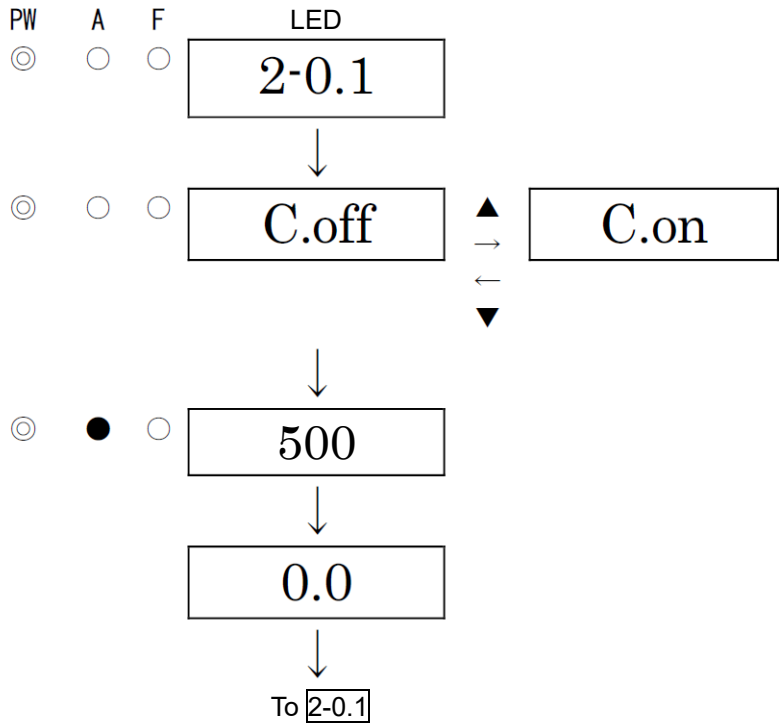 PW A F LED
2-0.1
C.off ▲ → ← ▼ C.on
500
0.0
To 2-0.1